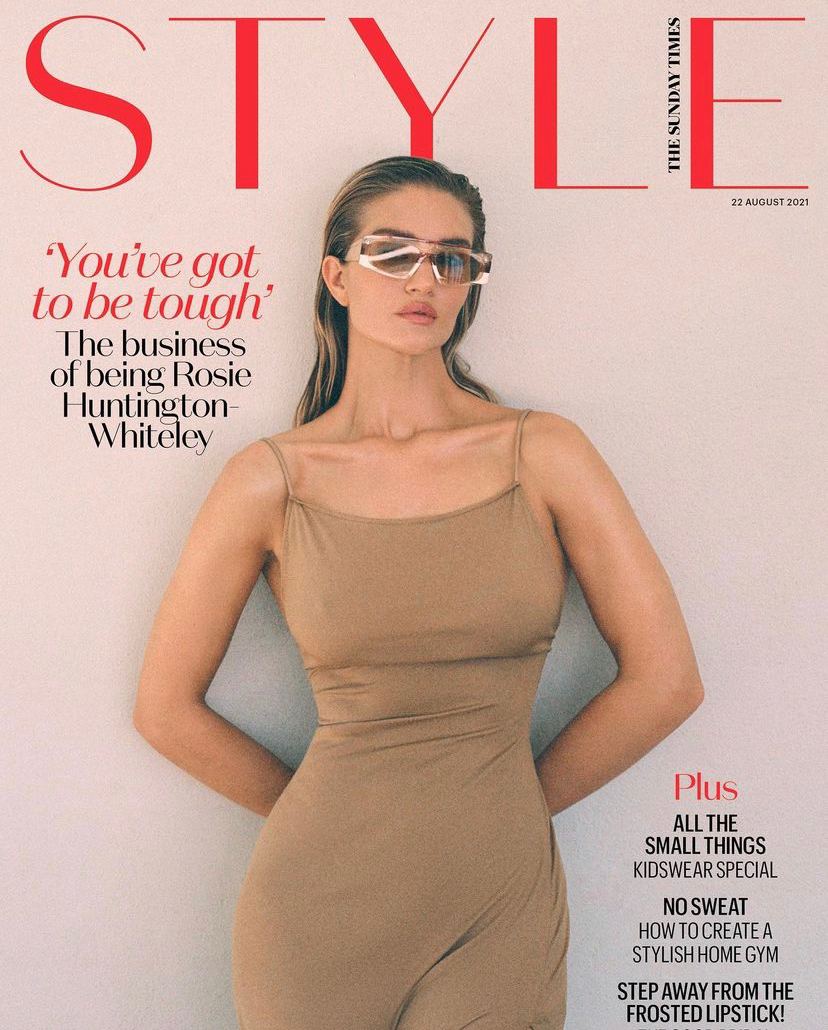 STYLE
THE SUNDAY TIMES
22 AUGUST 2021
‘You’ve got
to be tough’
The business
of being Rosie
Huntington-
Whiteley
Plus
ALL THE
SMALL THINGS
KIDSWEAR SPECIAL
NO SWEAT
HOW TO CREATE A
STYLISH HOME GYM
STEP AWAY FROM THE
FROSTED LIPSTICK!